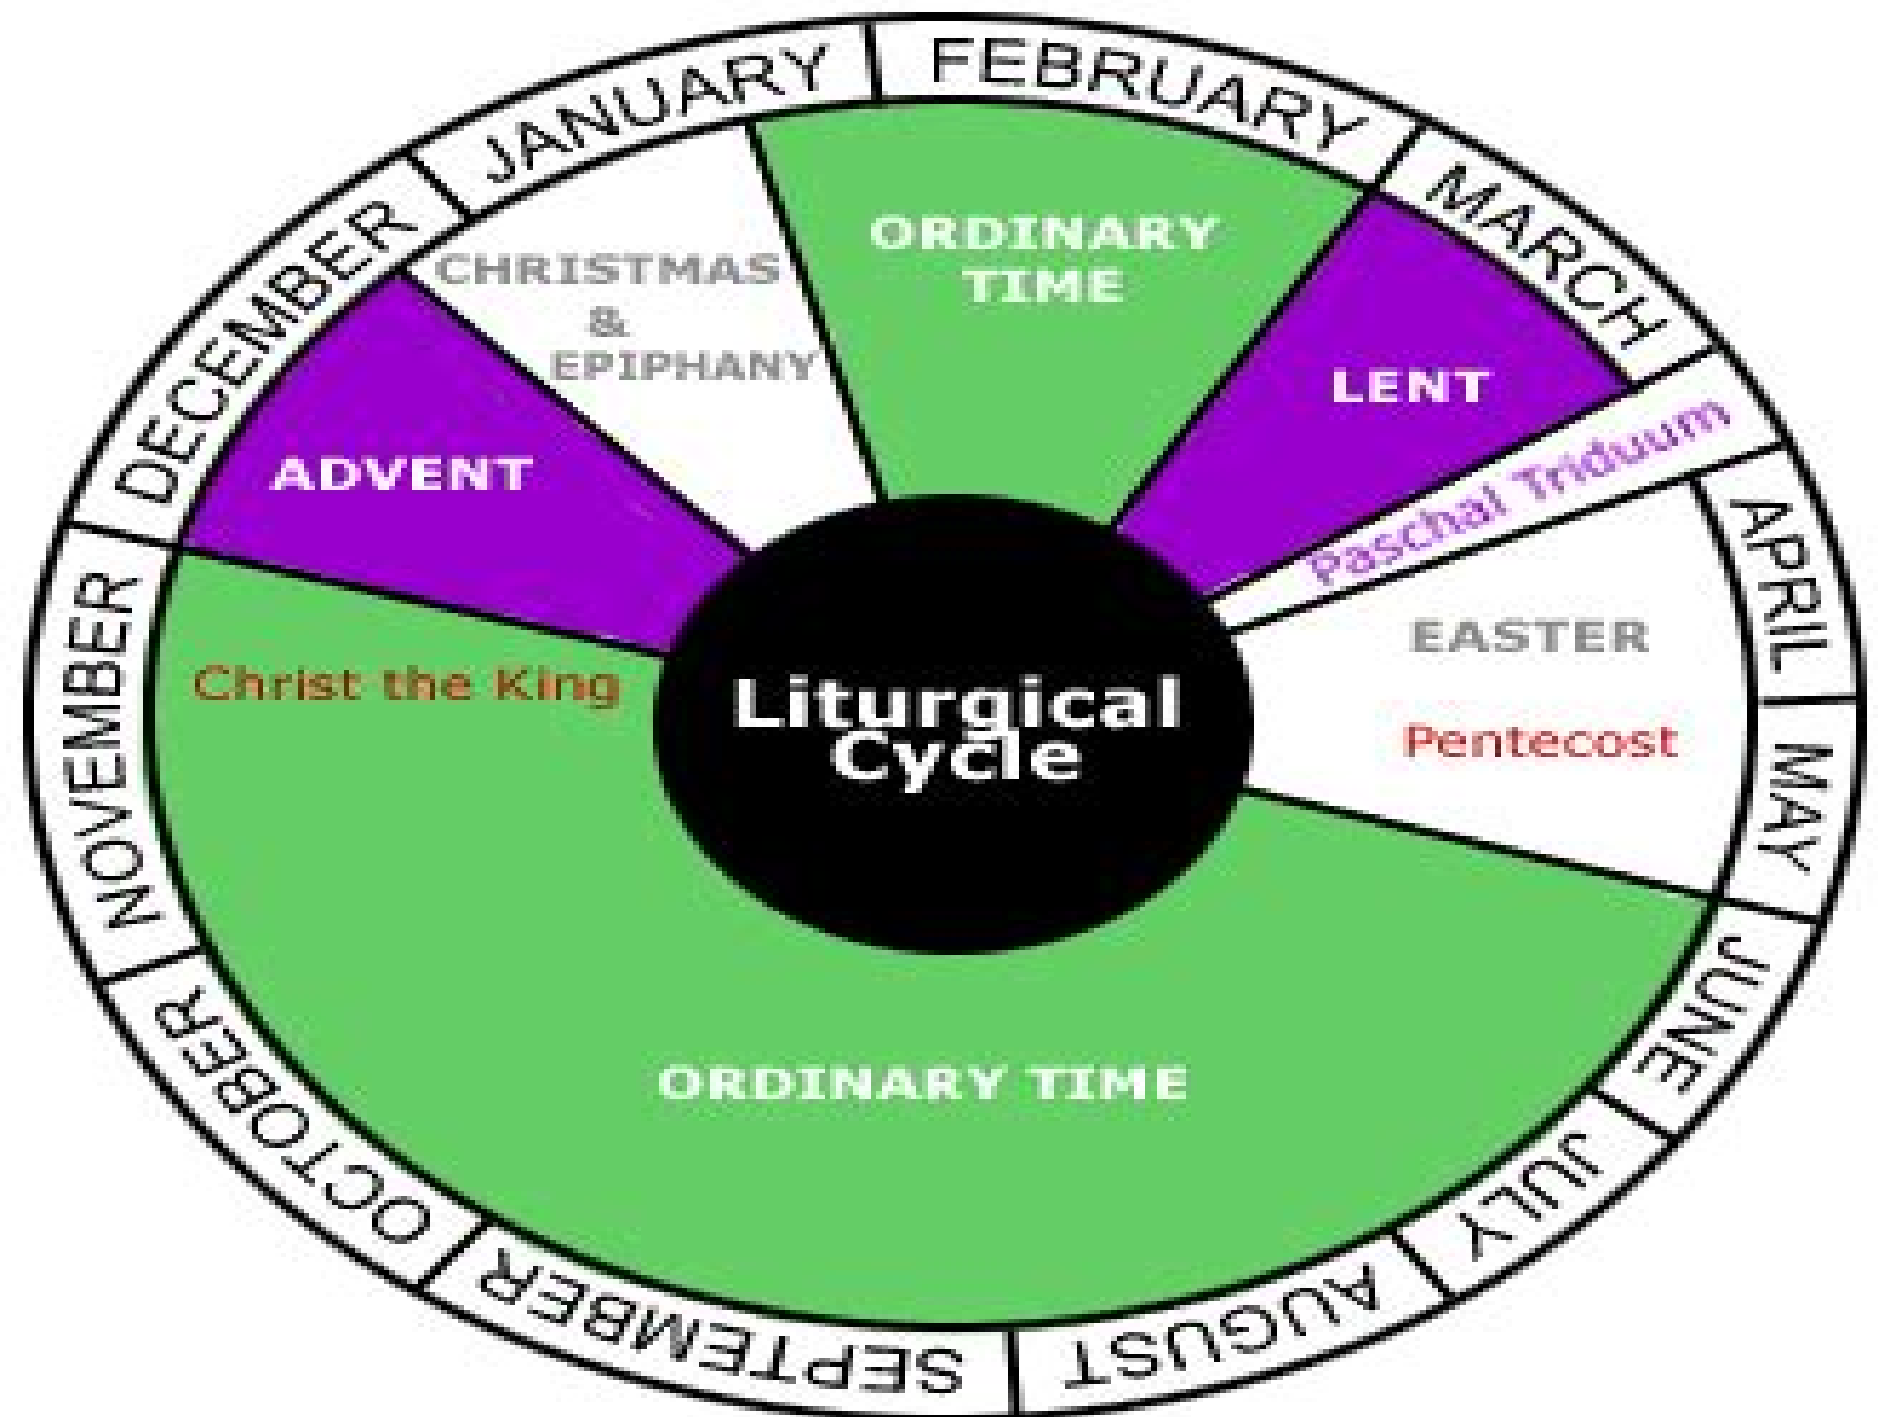 JANUARY
FEBRUARY
MARCH
APRIL
MAY
JUNE
JULY
AUGUST
SEPTEMBER
OCTOBER
NOVEMBER
DECEMBER
ADVENT
CHRISTMAS
&
EPIPHANY
ORDINARY
TIME
LENT
Paschal Triduum
EASTER
Pentecost
ORDINARY TIME
Christ the King
Liturgical
Cycle